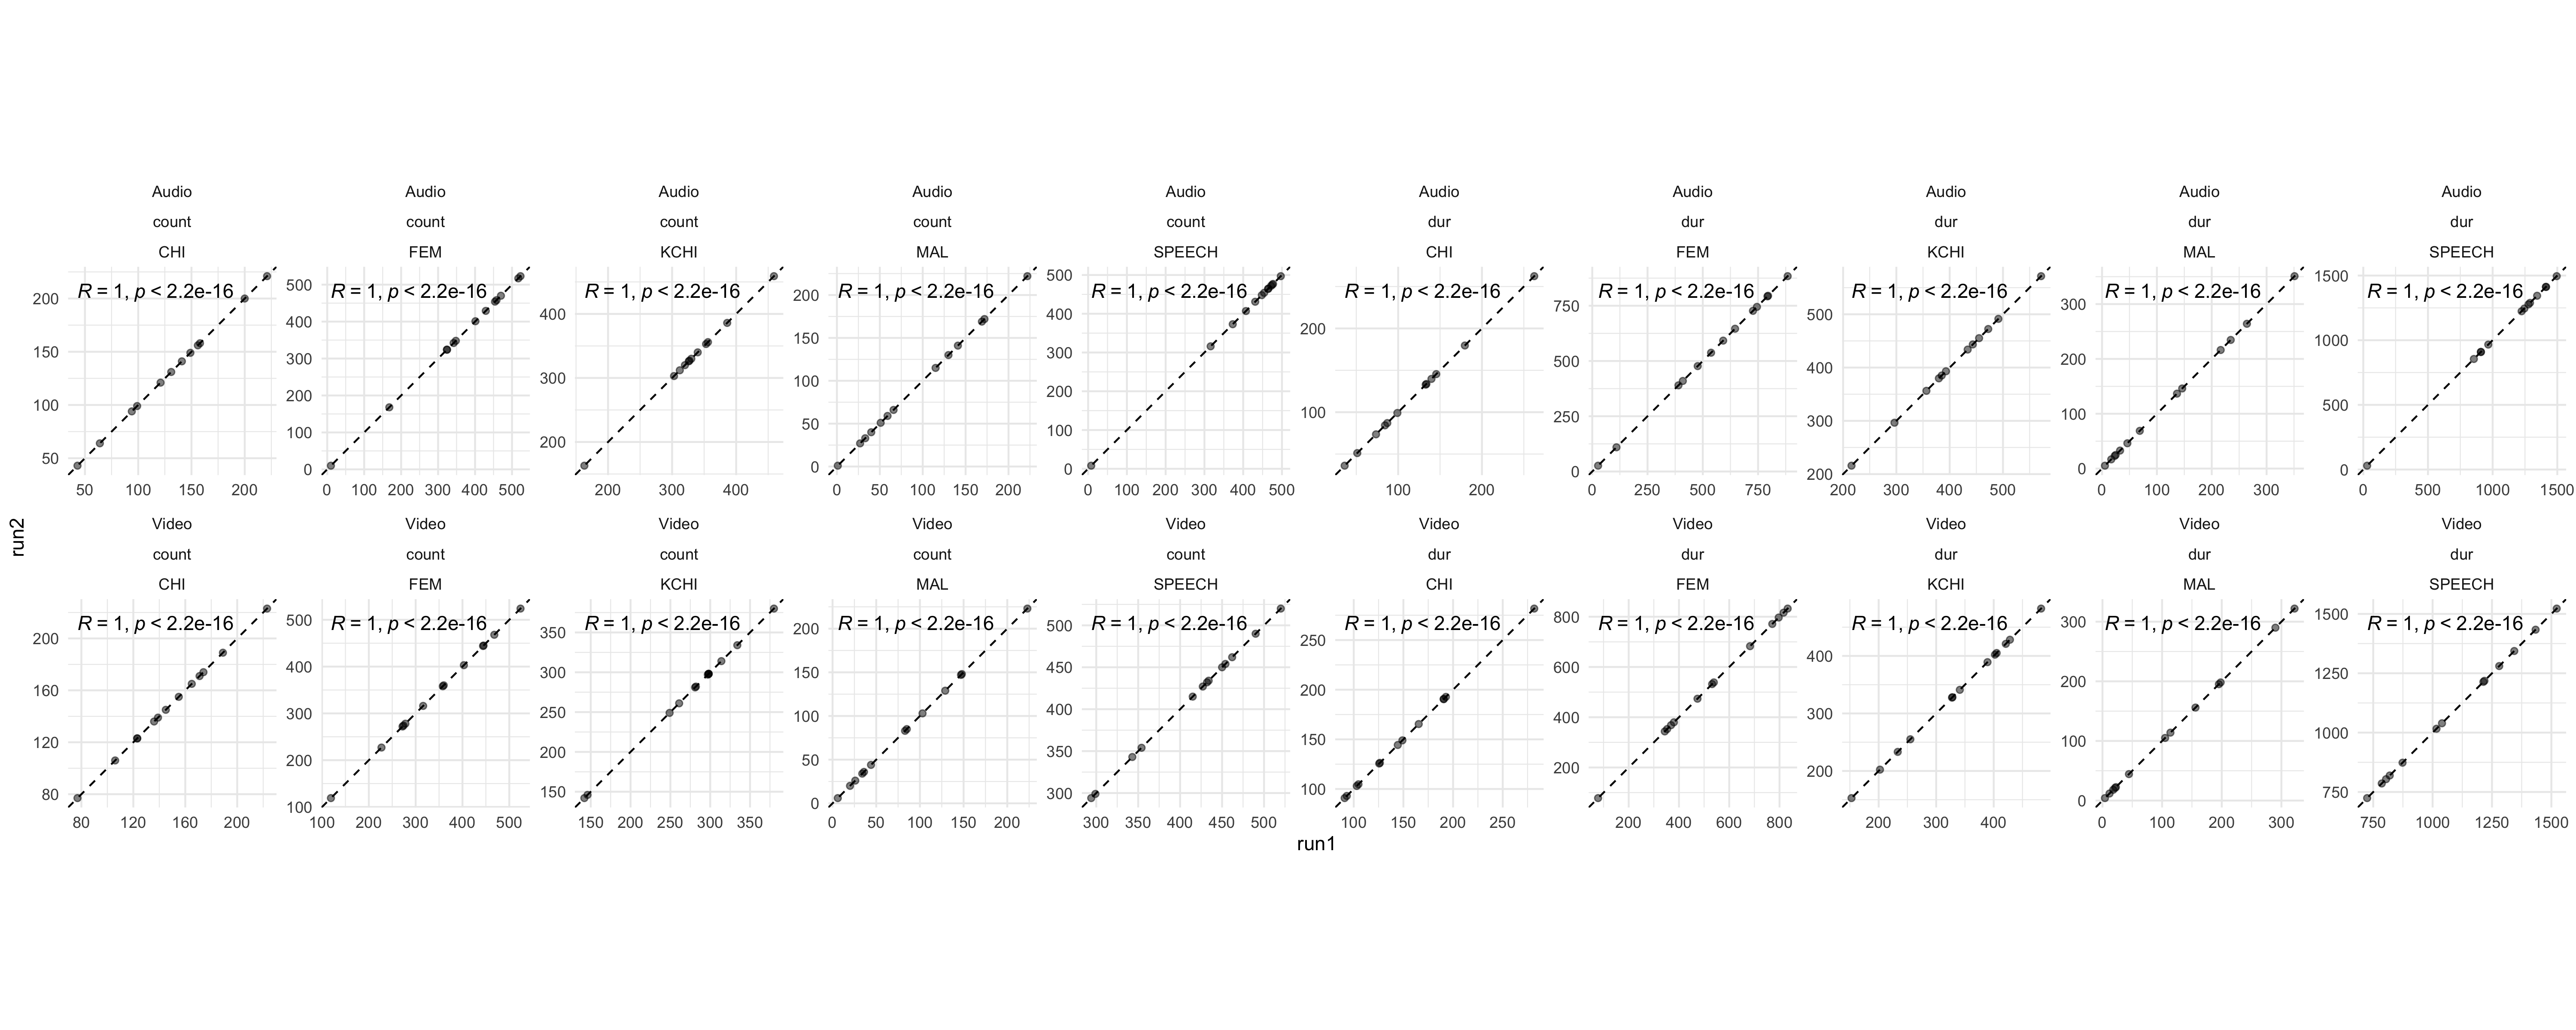 Audio Audio Audio Audio Audio Audio Audio Audio Audio Audio
count count count count count dur dur dur dur dur
CHI FEM KCHI MAL SPEECH CHI FEM KCHI MAL SPEECH
R = 1, p < 2.2e-16 R = 1, p < 2.2e-16 R = 1, p < 2.2e-16 R = 1, p < 2.2e-16 R = 1, p < 2.2e-16 R = 1, p < 2.2e-16 R = 1, p < 2.2e-16 R = 1, p < 2.2e-16 R = 1, p < 2.2e-16 R = 1, p < 2.2e-16
200 150 100 50
500 400 300 200 100 0
400 300 200
200 150 100 50 0
500 400 300 200 100 0
200 100
750 500 250 0
500 400 300 200
300 200 100 0
1500 1000 500 0
50 100 150 200 0 100 200 300 400 500 200 300 400 0 50 100 150 200 0 100 200 300 400 500 100 200 0 250 500 750 200 300 400 500 0 100 200 300 0 500 1000 1500
run2
Video Video Video Video Video Video Video Video Video Video
count count count count count dur dur dur dur dur
CHI FEM KCHI MAL SPEECH CHI FEM KCHI MAL SPEECH
R = 1, p < 2.2e-16 R = 1, p < 2.2e-16 R = 1, p < 2.2e-16 R = 1, p < 2.2e-16 R = 1, p < 2.2e-16 R = 1, p < 2.2e-16 R = 1, p < 2.2e-16 R = 1, p < 2.2e-16 R = 1, p < 2.2e-16 R = 1, p < 2.2e-16
200 160 120 80
500 400 300 200 100
350 300 250 200 150
200 150 100 50 0
500 450 400 350 300
250 200 150 100
800 600 400 200
400 300 200
300 200 100 0
1500 1250 1000 750
80 120 160 200 100 200 300 400 500 150 200 250 300 350 0 50 100 150 200 300 350 400 450 500 100 150 200 250 200 400 600 800 200 300 400 0 100 200 300 750 1000 1250 1500
run1